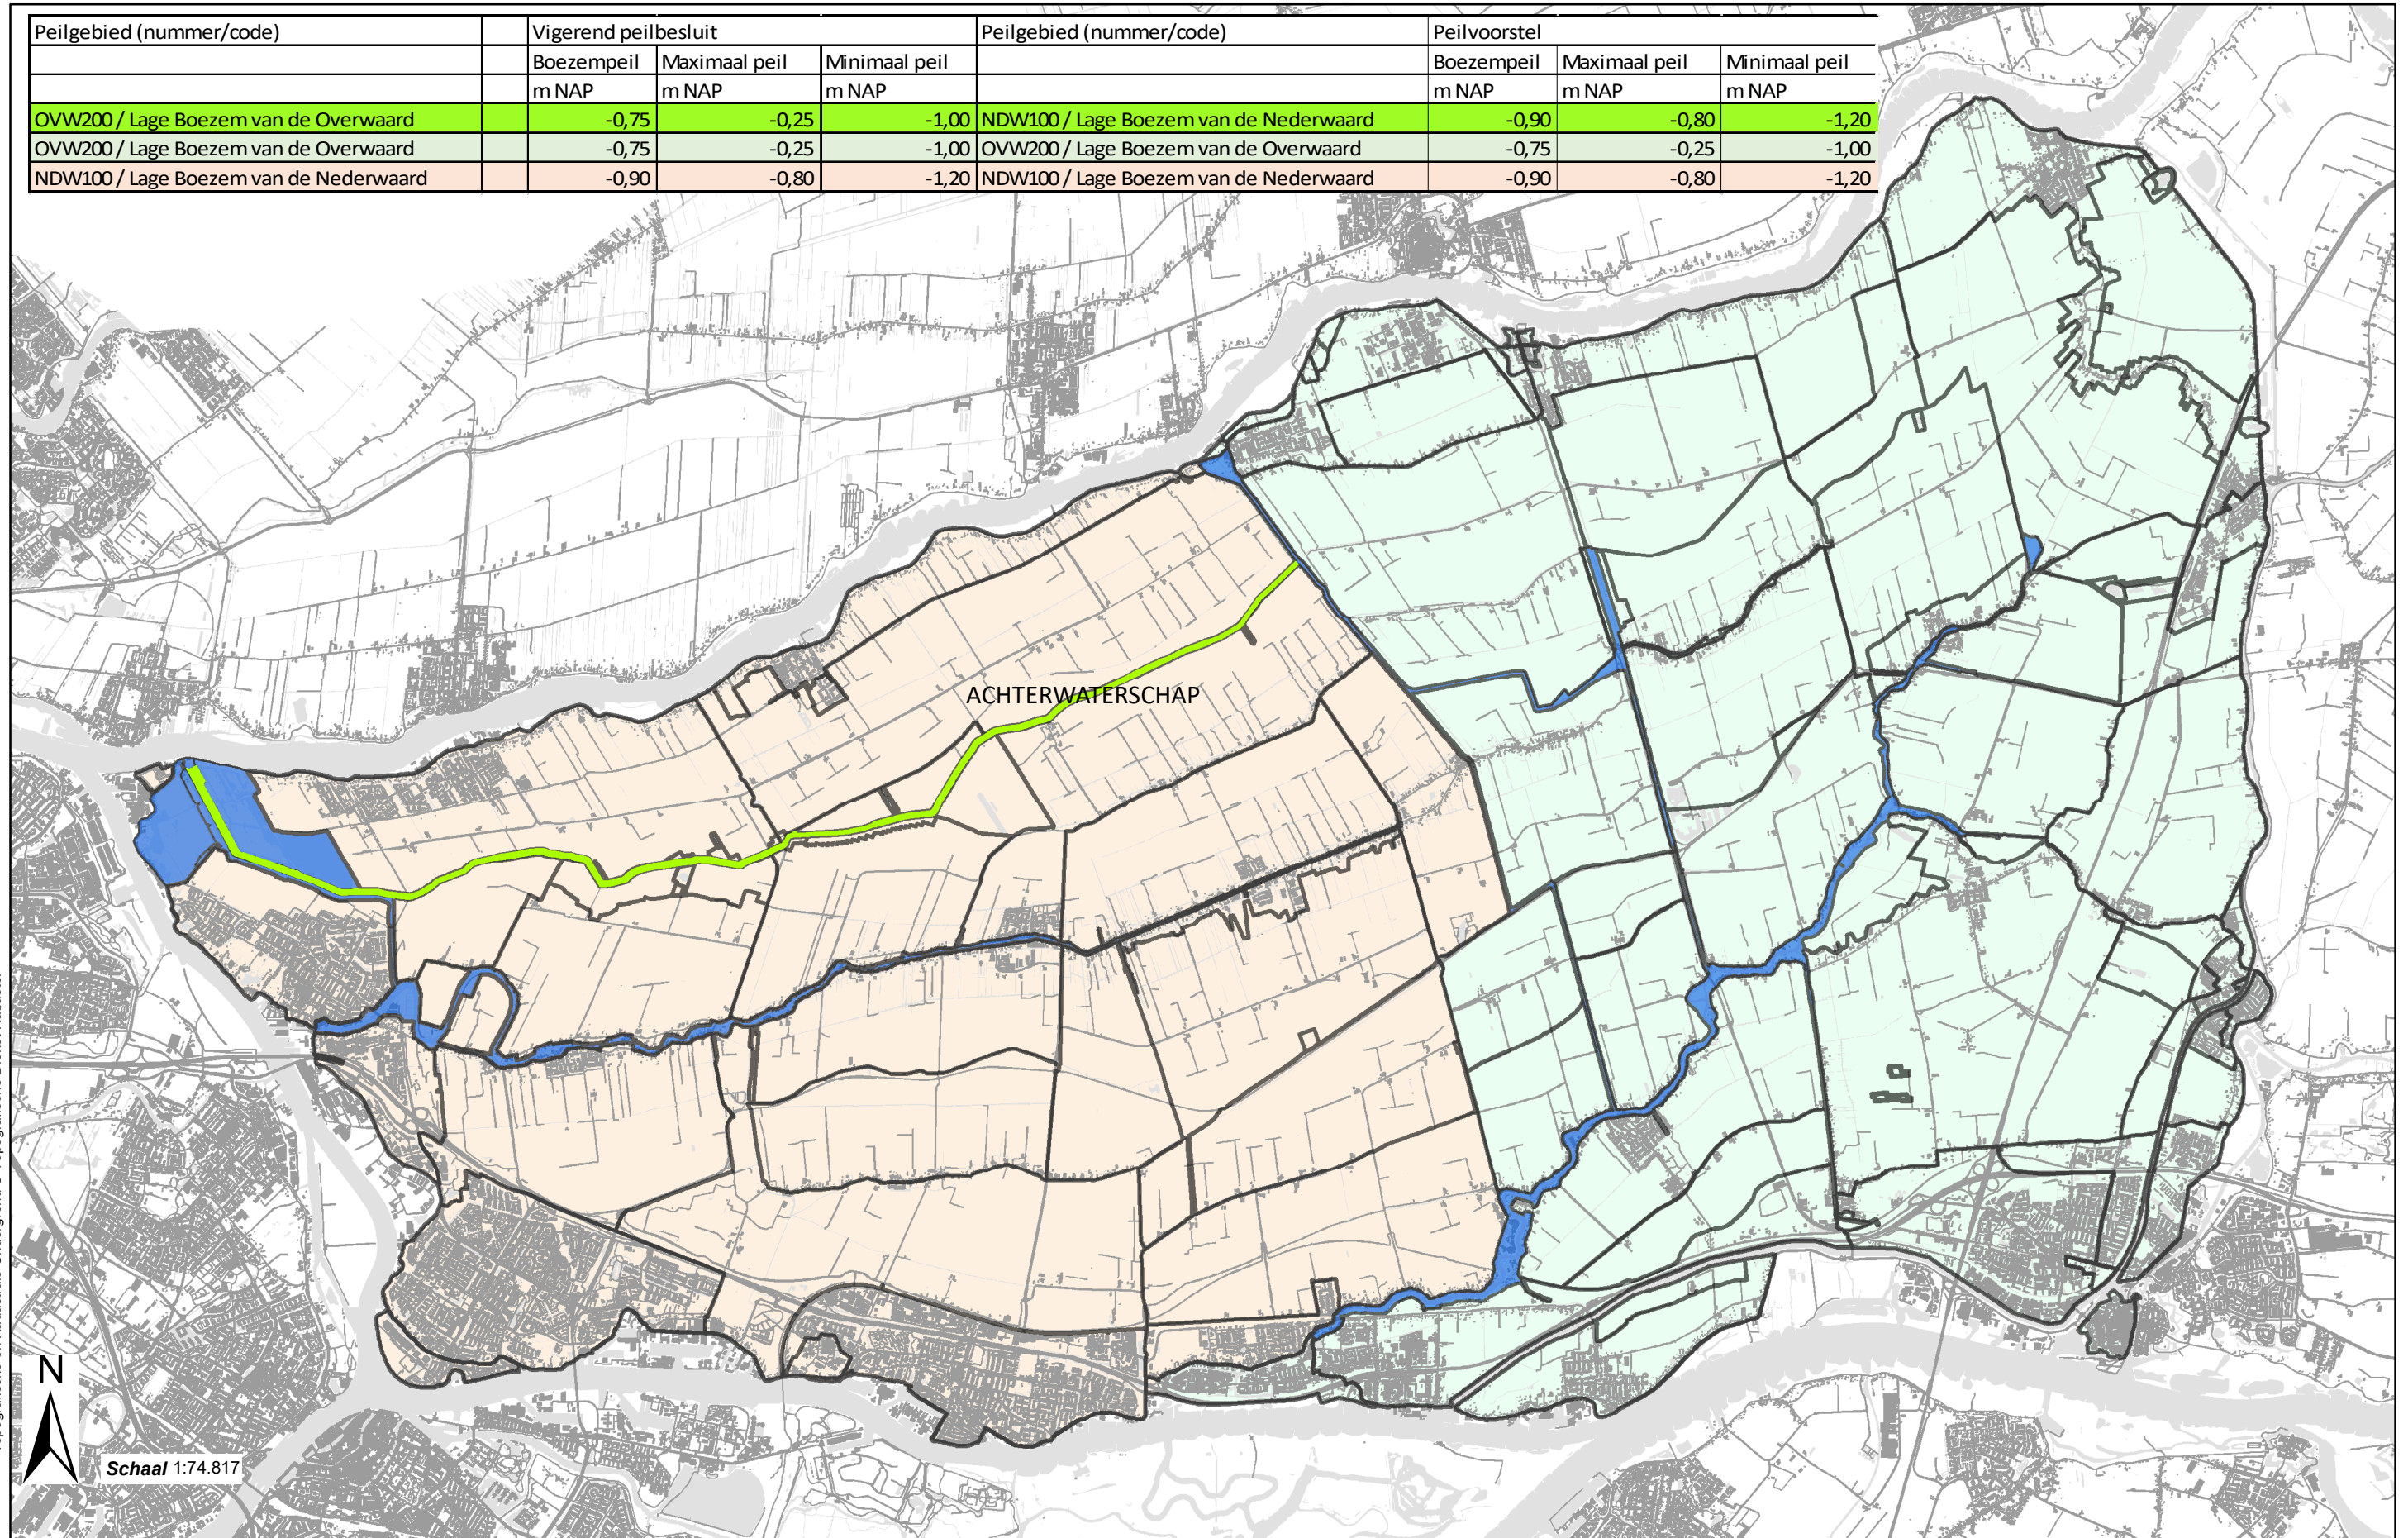 Peilgebied (nummer/code) Vigerend peilbesluit Peilgebied (nummer/code) Peilvoorstel
Boezempeil Maximaal peil Minimaal peil Boezempeil Maximaal peil Minimaal peil
m NAP m NAP m NAP m NAP m NAP m NAP
OVW200 / Lage Boezem van de Overwaard -0,75 -0,25 -1,00 NDW100 / Lage Boezem van de Nederwaard -0,90 -0,80 -1,20
OVW200 / Lage Boezem van de Overwaard -0,75 -0,25 -1,00 OVW200 / Lage Boezem van de Overwaard -0,75 -0,25 -1,00
NDW100 / Lage Boezem van de Nederwaard -0,90 -0,80 -1,20 NDW100 / Lage Boezem van de Nederwaard -0,90 -0,80 -1,20
ACHTERWATERSCHAP
N
Schaal 1:74.817